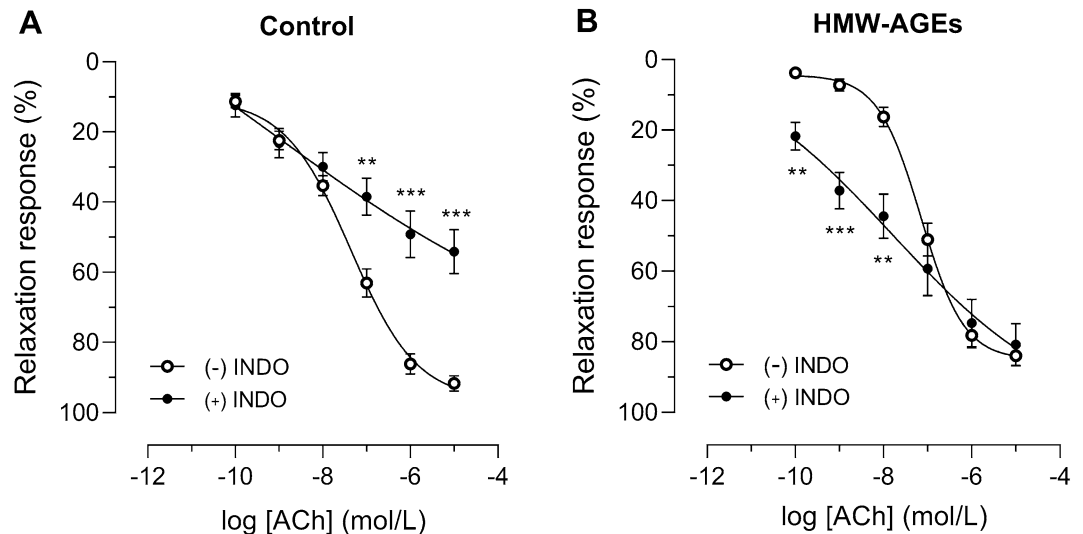 A
Control
Relaxation response (%)
0
20
40
60
80
100
**
***
***
(-) INDO
(+) INDO
-12
-10
-8
-6
-4
log [ACh] (mol/L)
B
HMW-AGEs
Relaxation response (%)
0
20
40
60
80
100
**
***
**
(-) INDO
(+) INDO
-12
-10
-8
-6
-4
log [ACh] (mol/L)